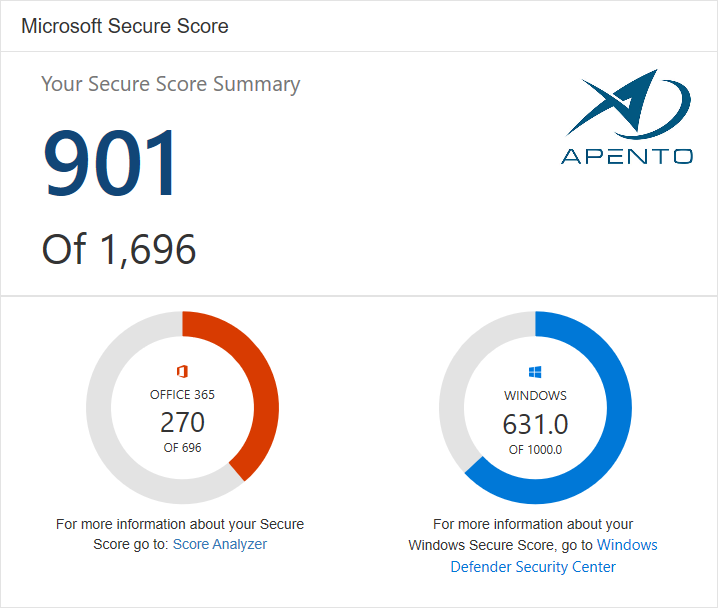 Microsoft Secure Score
Your Secure Score Summary
APENTO
901
Of 1,696
OFFICE 365
270
OF 696
For more information about your Secure
Score go to: Score Analyzer
WINDOWS
631.0
OF 1000.0
For more information about your
Windows Secure Score, go to Windows
Defender Security Center